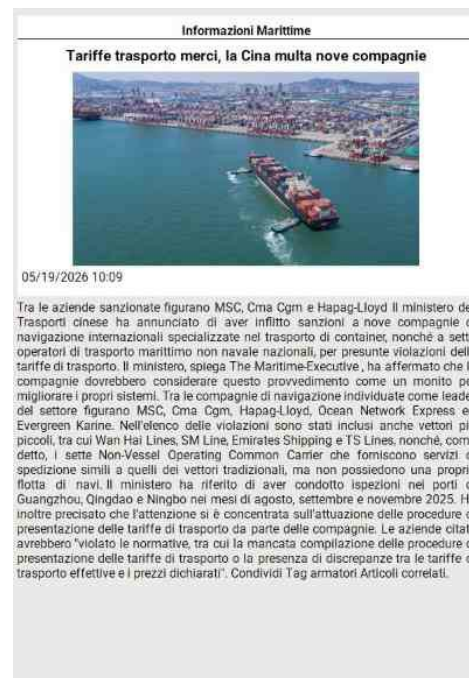 Informazioni Marittime
Tariffe trasporto merci, la Cina multa nove compagnie
05/19/2026 10:09
Tra le aziende sanzionate figurano MSC, Cma Cgm e Hapag-Lloyd Il ministero de
Trasporti cinese ha annunciato di aver inflitto sanzioni a nove compagnie d
navigazione internazionali specializzate nel trasporto di container, nonché a sett
operatori di trasporto marittimo non navale nazionali, per presunte violazioni dell
tariffe di trasporto. Il ministero, spiega The Maritime-Executive , ha affermato che l
compagnie dovrebbero considerare questo provvedimento come un monito pe
migliorare i propri sistemi. Tra le compagnie di navigazione individuate come leade
del settore figurano MSC, Cma Cgm, Hapag-Lloyd, Ocean Network Express e
Evergreen Karine. Nell'elenco delle violazioni sono stati inclusi anche vettori pi
piccoli, tra cui Wan Hai Lines, SM Line, Emirates Shipping e TS Lines, nonché, com
detto, i sette Non-Vessel Operating Common Carrier che forniscono servizi d
spedizione simili a quelli dei vettori tradizionali, ma non possiedono una propri
flotta di navi. Il ministero ha riferito di aver condotto ispezioni nei porti d
Guangzhou, Qingdao e Ningbo nei mesi di agosto, settembre e novembre 2025. H
inoltre precisato che l'attenzione si è concentrata sull'attuazione delle procedure d
presentazione delle tariffe di trasporto da parte delle compagnie. Le aziende citat
avrebbero "violato le normative, tra cui la mancata compilazione delle procedure d
presentazione delle tariffe di trasporto o la presenza di discrepanze tra le tariffe d
trasporto effettive e i prezzi dichiarati". Condividi Tag armatori Articoli correlati.